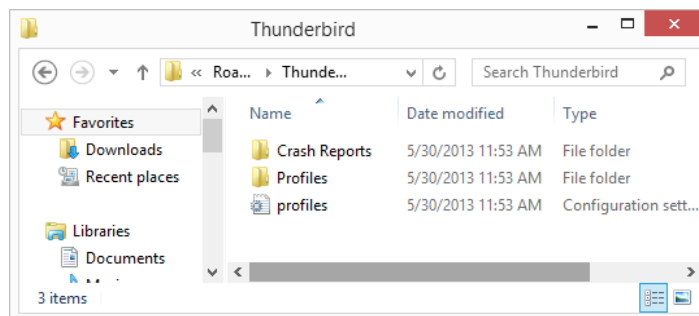 Thunderbird
« Roa... Thunde... Search Thunderbird
Favorites
Downloads
Recent places
Libraries
Documents
Name Date modified Type
Crash Reports 5/30/2013 11:53 AM File folder
Profiles 5/30/2013 11:53 AM File folder
profiles 5/30/2013 11:53 AM Configuration sett...
3 items